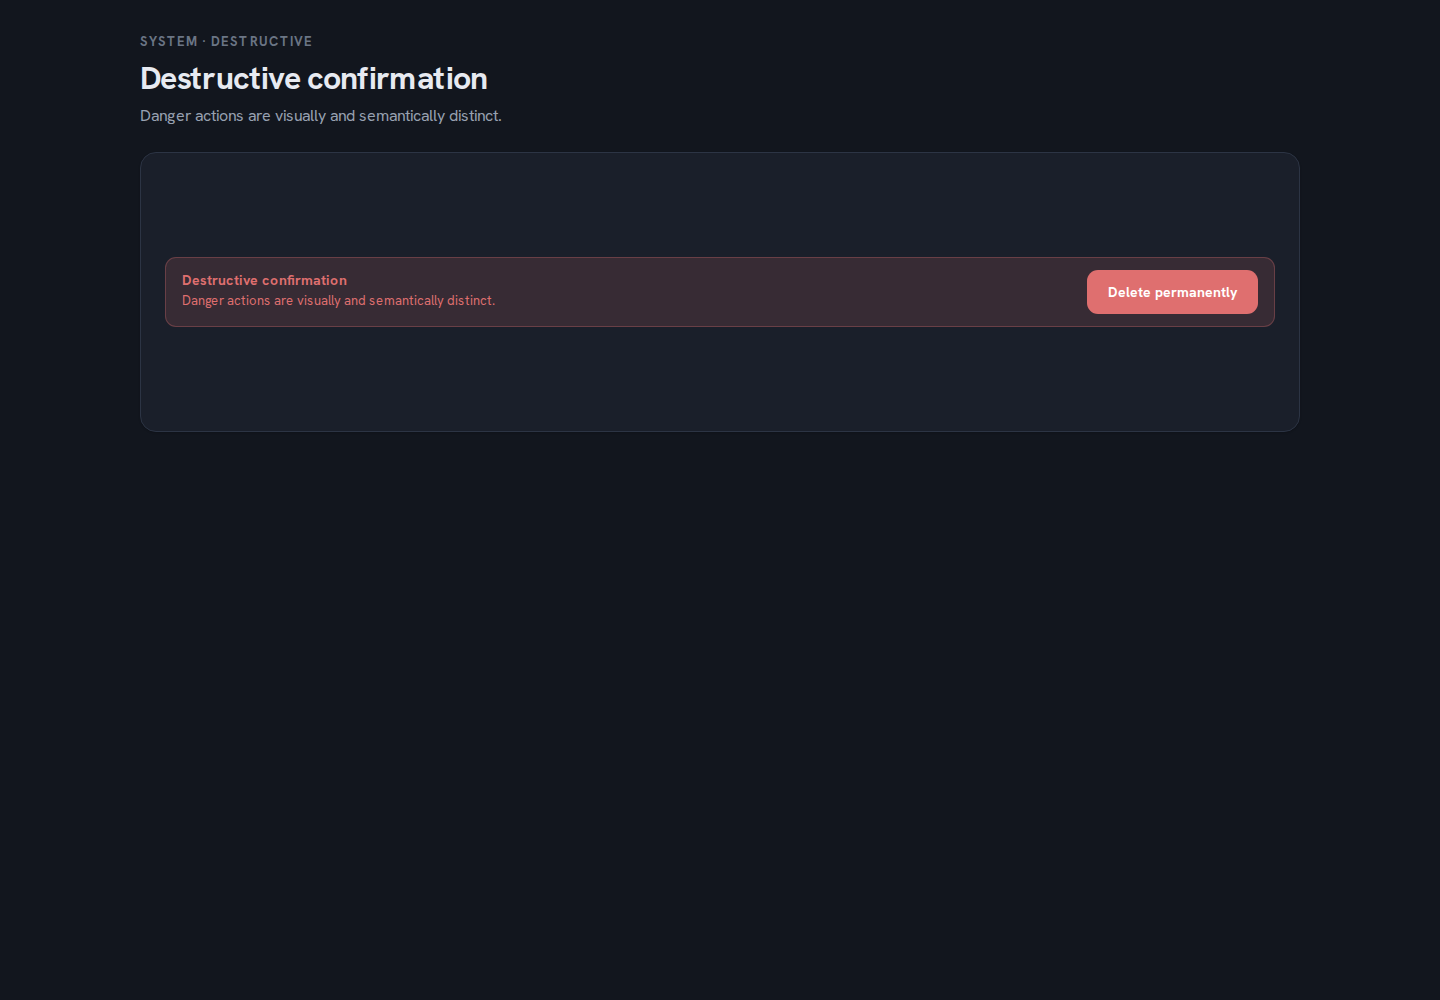 SYSTEM · DESTRUCTIVE
Destructive confirmation
Danger actions are visually and semantically distinct.
Destructive confirmation
Danger actions are visually and semantically distinct.
Delete permanently